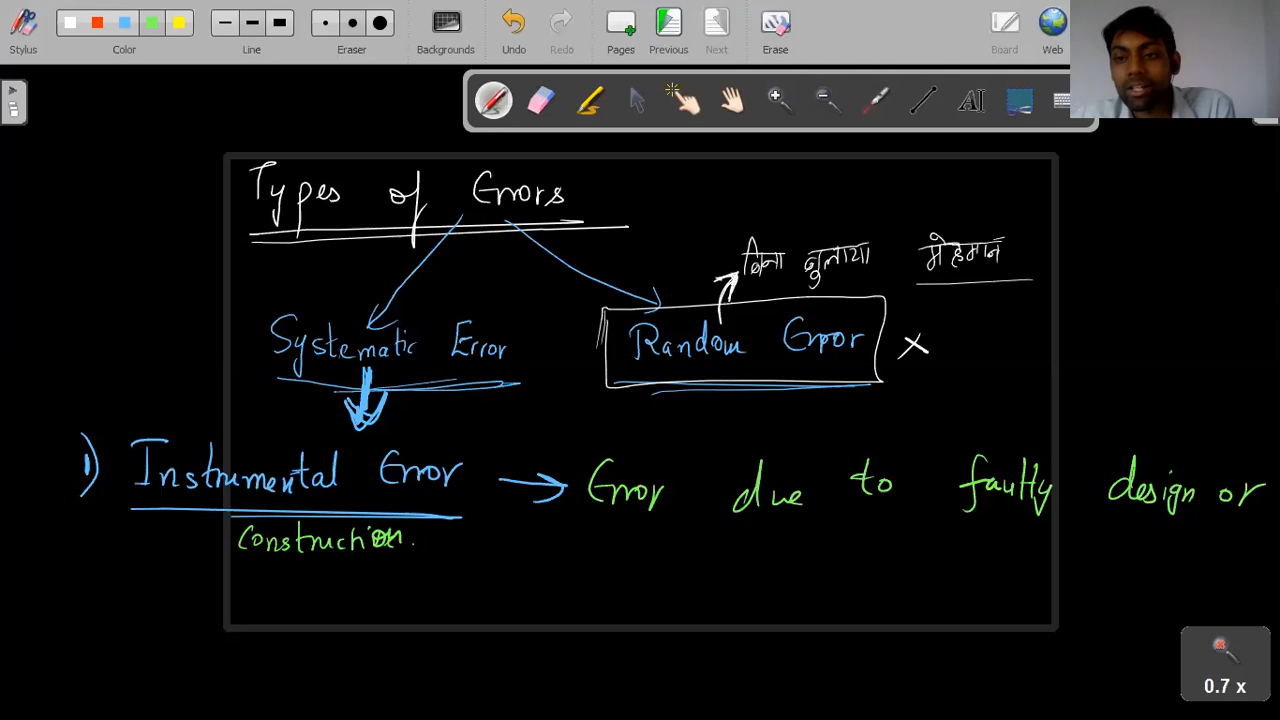 Stylus Color Line Eraser Backgrounds Undo Redo Pages Previous Next Erase Board Web
Types of Errors
बिना बुलाया मेहमान
Systematic Error Random Error ×
1) Instrumental Error → Error due to faulty design or
construction.
0.7 x